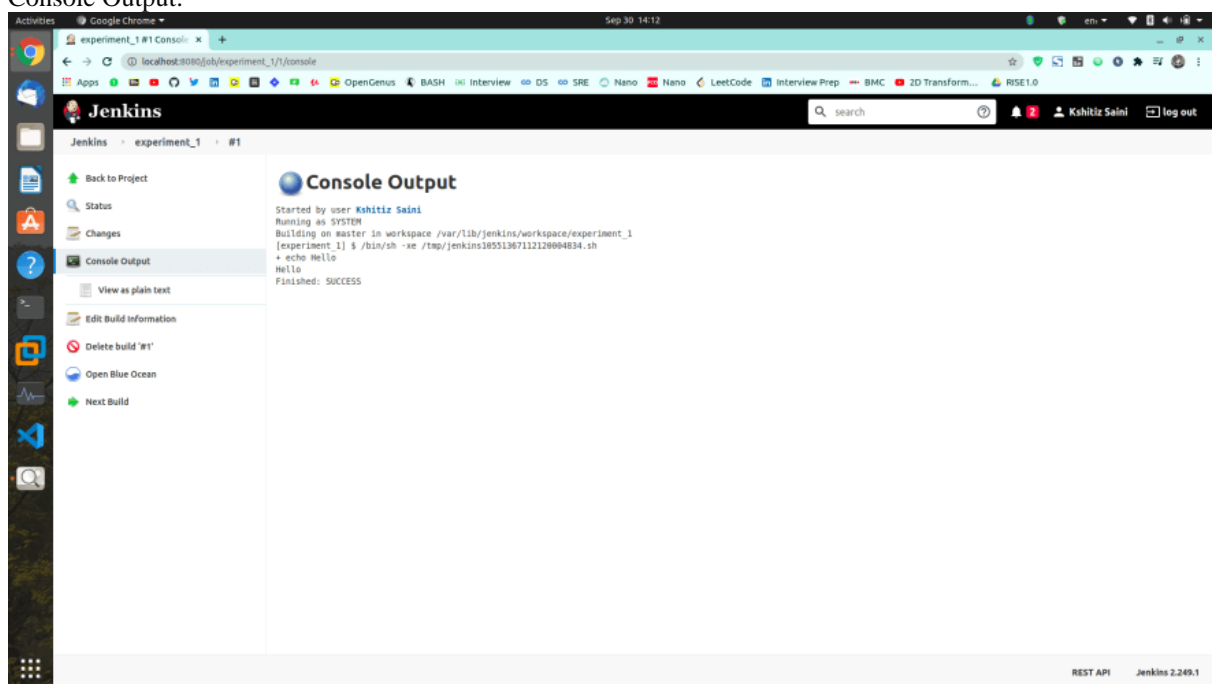 Console Output:
Activities
Google Chrome
Sep 30 14:12
en₁
experiment_1 #1 Console
localhost:8080/job/experiment_1/1/console
Apps
OpenGenus
BASH
Interview
DS
SRE
Nano
Nano
LeetCode
Interview Prep
BMC
2D Transform...
RISE1.0
Jenkins
search
2
Kshitiz Saini
log out
Jenkins
experiment_1
#1
Back to Project
Status
Changes
Console Output
View as plain text
Edit Build Information
Delete build '#1'
Open Blue Ocean
Next Build
Console Output
Started by user Kshitiz Saini
Running as SYSTEM
Building on master in workspace /var/lib/jenkins/workspace/experiment_1
[experiment_1] $ /bin/sh -xe /tmp/jenkins18551367112120004834.sh
+ echo Hello
Hello
Finished: SUCCESS
REST API
Jenkins 2.249.1